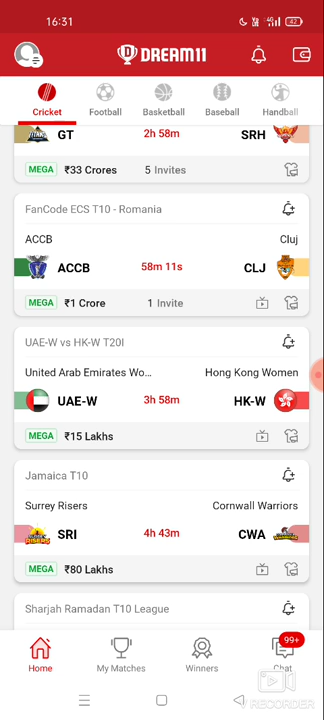 16:31
42
DREAM11
Cricket
Football
Basketball
Baseball
Handball
GT
2h 58m
SRH
MEGA ₹33 Crores 5 Invites
FanCode ECS T10 - Romania
ACCB
Cluj
ACCB
58m 11s
CLJ
MEGA ₹1 Crore 1 Invite
UAE-W vs HK-W T20I
United Arab Emirates Wo...
Hong Kong Women
UAE-W
3h 58m
HK-W
MEGA ₹15 Lakhs
Jamaica T10
Surrey Risers
Cornwall Warriors
SRI
4h 43m
CWA
MEGA ₹80 Lakhs
Sharjah Ramadan T10 League
99+
Home
My Matches
Winners
Chat
RECORDER